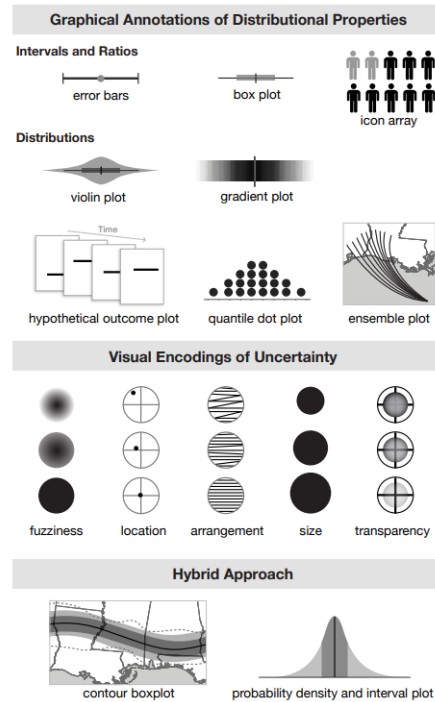 Graphical Annotations of Distributional Properties
Intervals and Ratios
error bars
box plot
icon array
Distributions
violin plot
gradient plot
Time
hypothetical outcome plot
quantile dot plot
ensemble plot
Visual Encodings of Uncertainty
fuzziness
location
arrangement
size
transparency
Hybrid Approach
contour boxplot
probability density and interval plot